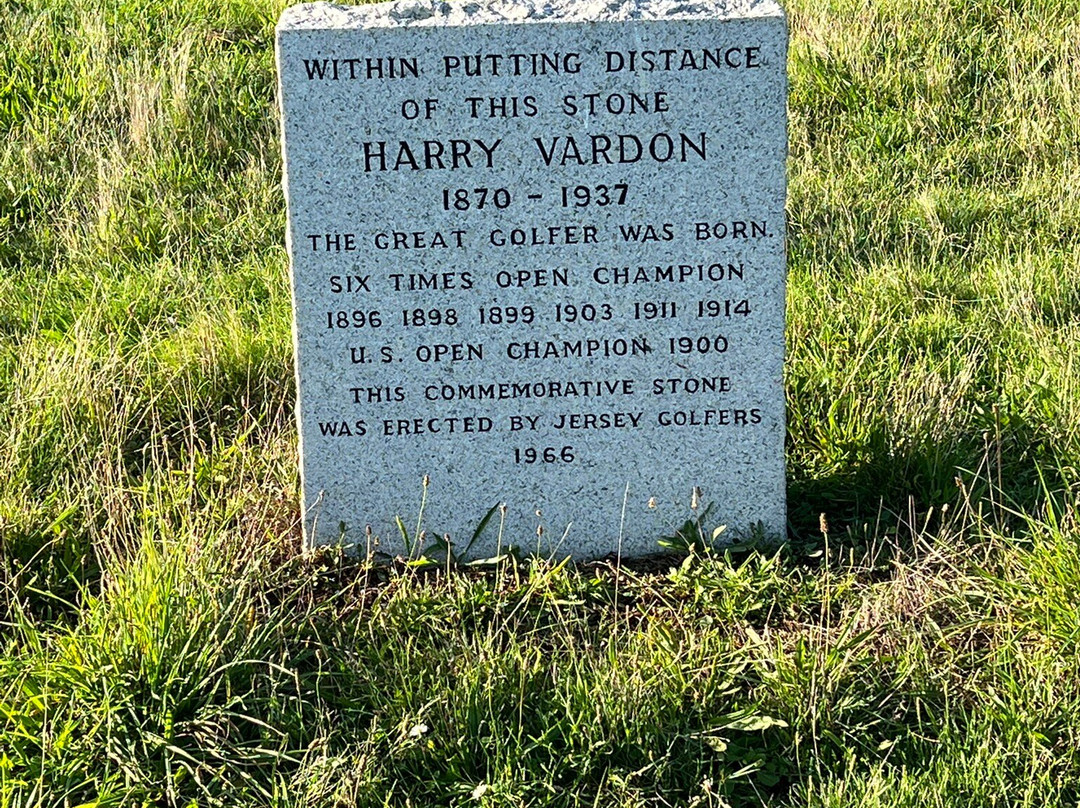 WITHIN PUTTING DISTANCE
OF THIS STONE
HARRY VARDON
1870 - 1937
THE GREAT GOLFER WAS BORN.
SIX TIMES OPEN CHAMPION
1896 1898 1899 1903 1911 1914
U.S. OPEN CHAMPION 1900
THIS COMMEMORATIVE STONE
WAS ERECTED BY JERSEY GOLFERS
1966